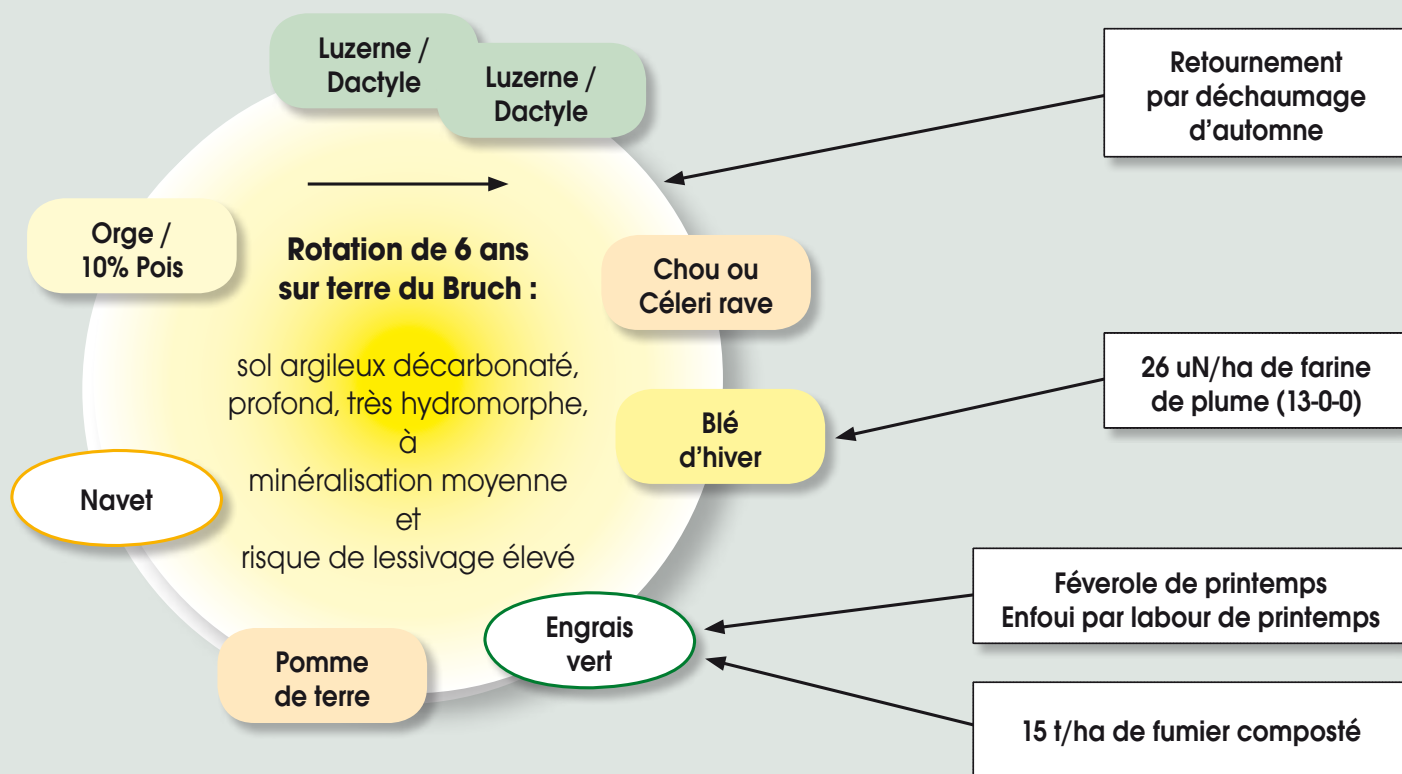 Luzerne /
Dactyle
Luzerne /
Dactyle
Retournement
par déchaumage
d'automne
Orge /
10% Pois
Rotation de 6 ans
sur terre du Bruch :
sol argileux décarbonaté,
profond, très hydromorphe,
à
minéralisation moyenne
et
risque de lessivage élevé
Chou ou
Céleri rave
26 uN/ha de farine
de plume (13-0-0)
Blé
d'hiver
Navet
Féverole de printemps
Enfoui par labour de printemps
Engrais
vert
Pomme
de terre
15 t/ha de fumier composté